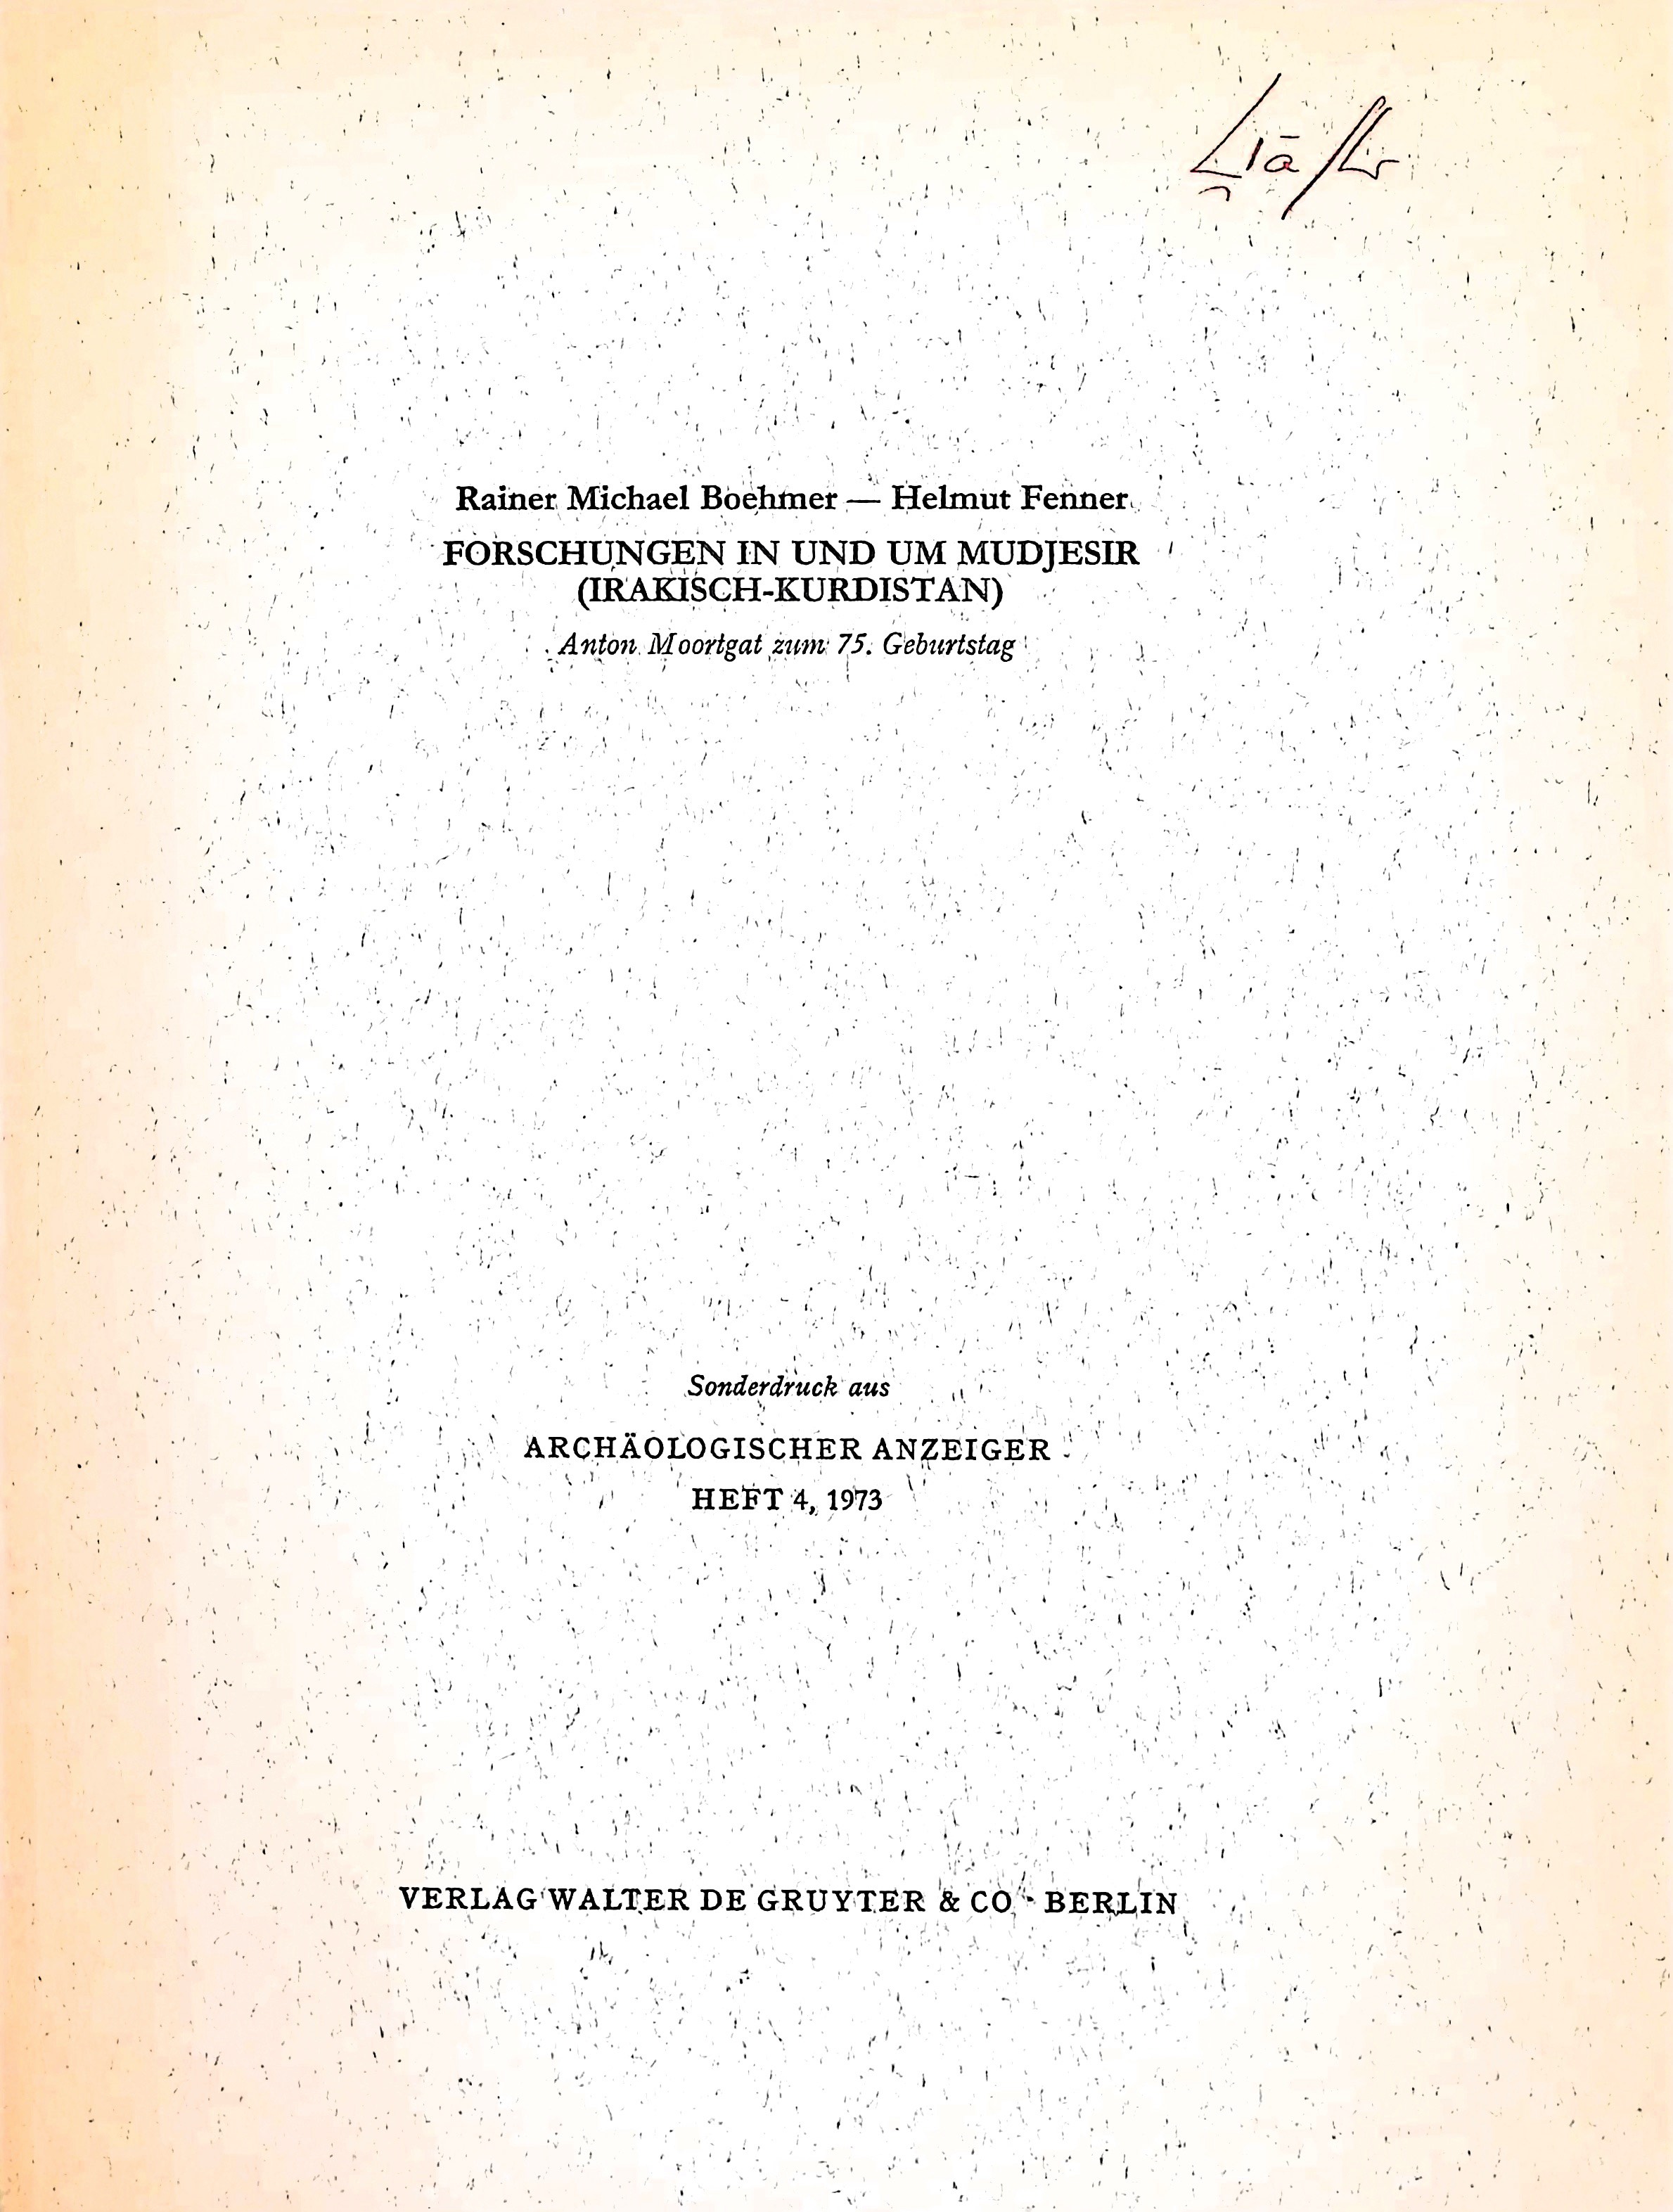 Rainer Michael Boehmer — Helmut Fenner
FORSCHUNGEN IN UND UM MUDJESIR
(IRAKISCH-KURDISTAN)
Anton Moortgat zum 75. Geburtstag
Sonderdruck aus
ARCHÄOLOGISCHER ANZEIGER
HEFT 4, 1973
VERLAG WALTER DE GRUYTER & CO · BERLIN